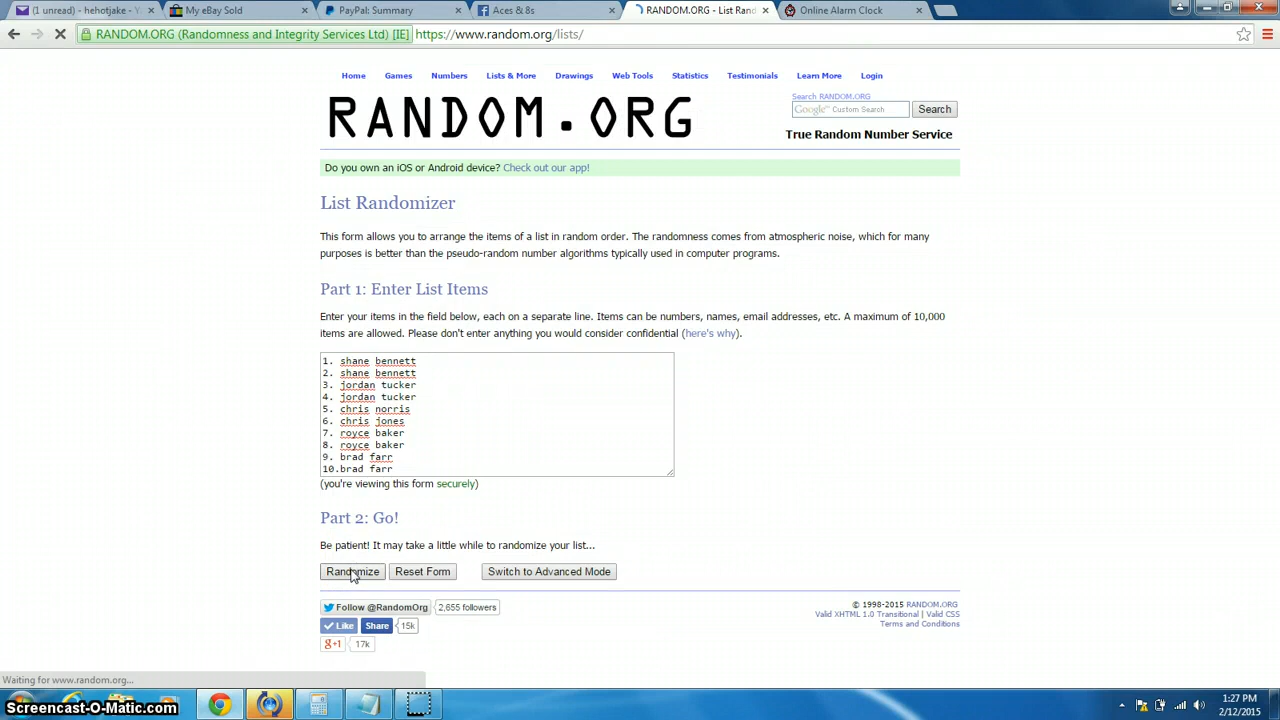 (1 unread) - hehotjake - Y
My eBay Sold
PayPal: Summary
Aces & 8s
RANDOM.ORG - List Rand
Online Alarm Clock
RANDOM.ORG (Randomness and Integrity Services Ltd) [IE] https://www.random.org/lists/
Home Games Numbers Lists & More Drawings Web Tools Statistics Testimonials Learn More Login
Search RANDOM.ORG
Google™ Custom Search Search
RANDOM.ORG
True Random Number Service
Do you own an iOS or Android device? Check out our app!
List Randomizer
This form allows you to arrange the items of a list in random order. The randomness comes from atmospheric noise, which for many
purposes is better than the pseudo-random number algorithms typically used in computer programs.
Part 1: Enter List Items
Enter your items in the field below, each on a separate line. Items can be numbers, names, email addresses, etc. A maximum of 10,000
items are allowed. Please don't enter anything you would consider confidential (here's why).
1. shane bennett
2. shane bennett
3. jordan tucker
4. jordan tucker
5. chris norris
6. chris jones
7. royce baker
8. royce baker
9. brad farr
10.brad farr
(you're viewing this form securely)
Part 2: Go!
Be patient! It may take a little while to randomize your list...
Randomize Reset Form Switch to Advanced Mode
Follow @RandomOrg 2,655 followers
Like Share 15k
g+1 17k
© 1998-2015 RANDOM.ORG
Valid XHTML 1.0 Transitional | Valid CSS
Terms and Conditions
Waiting for www.random.org...
Screencast-O-Matic.com
1:27 PM
2/12/2015